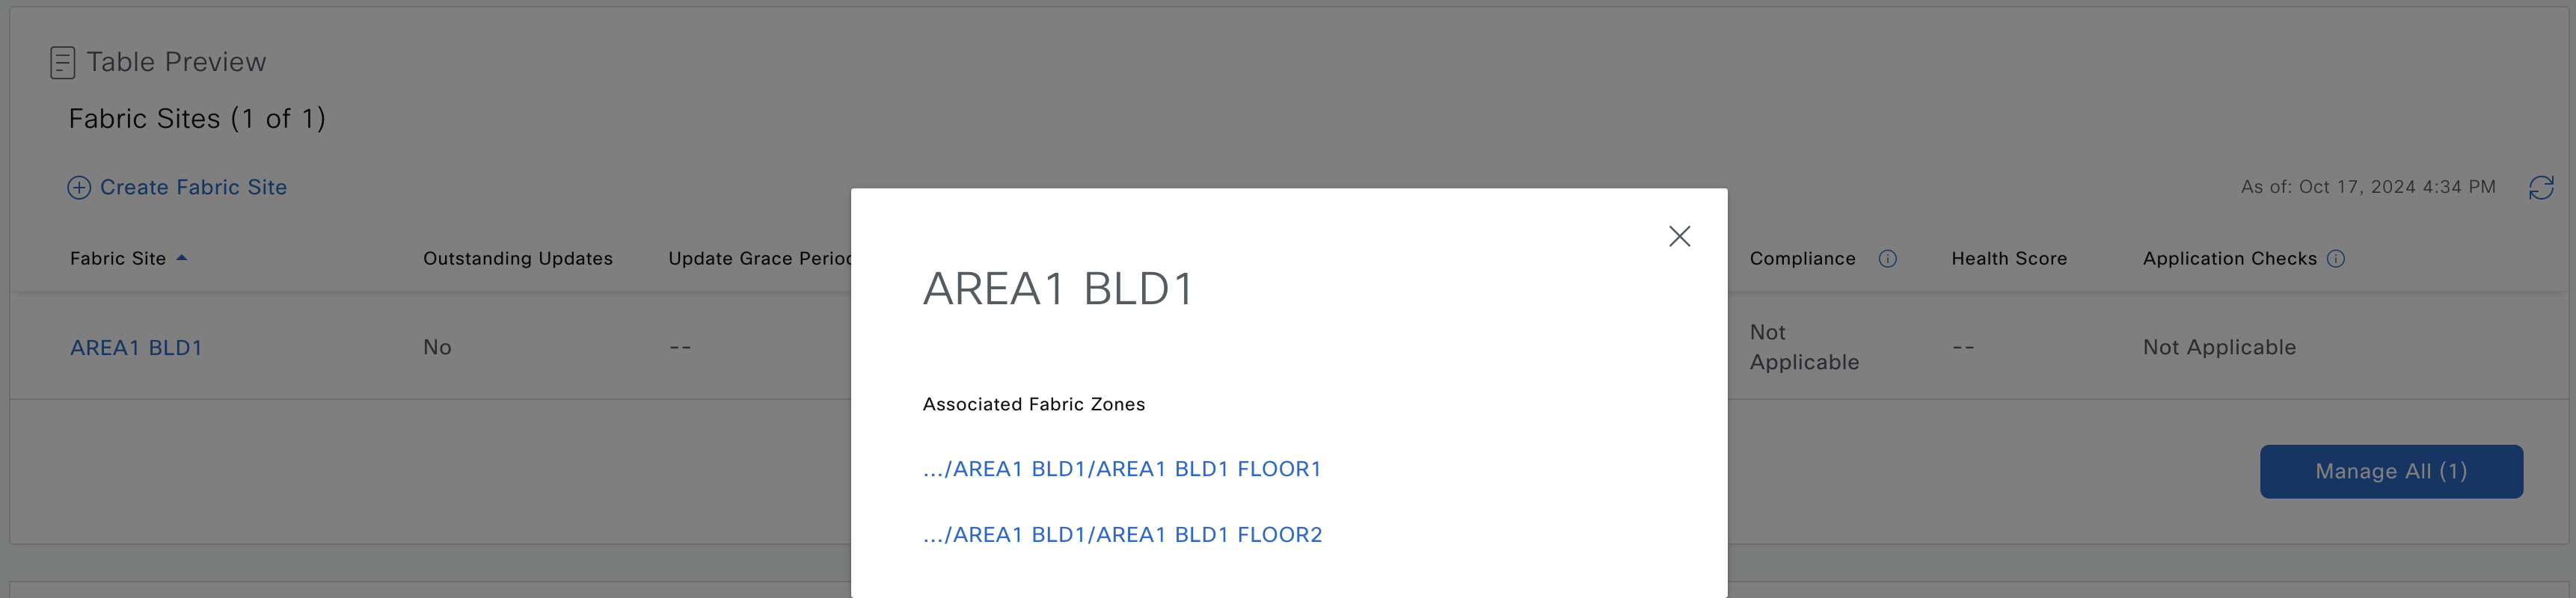 Table Preview
Fabric Sites (1 of 1)
Create Fabric Site
As of: Oct 17, 2024 4:34 PM
Fabric Site
Outstanding Updates
Update Grace Period
Compliance
Health Score
Application Checks
AREA1 BLD1
No
--
Not
Applicable
--
Not Applicable
Manage All (1)
AREA1 BLD1
Associated Fabric Zones
.../AREA1 BLD1/AREA1 BLD1 FLOOR1
.../AREA1 BLD1/AREA1 BLD1 FLOOR2